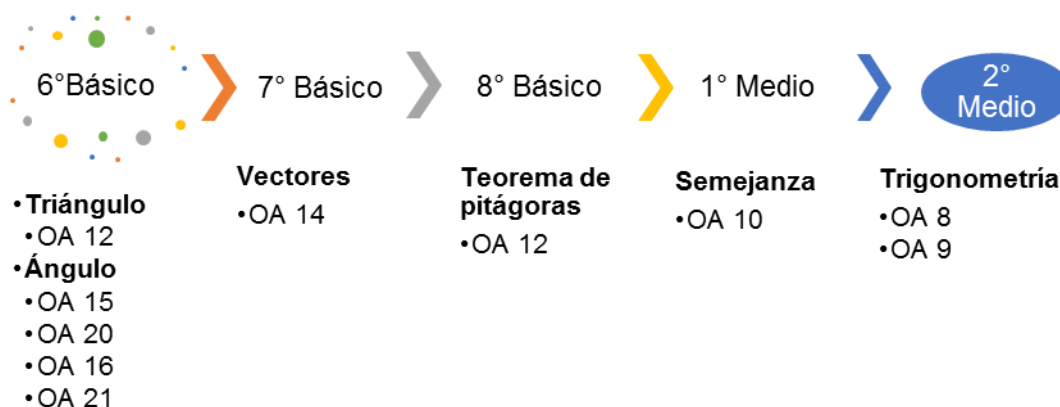 6°Básico
7° Básico
8° Básico
1° Medio
2°
Medio
•Triángulo
•OA 12
•Ángulo
•OA 15
•OA 20
•OA 16
•OA 21
Vectores
•OA 14
Teorema de
pitágoras
•OA 12
Semejanza
•OA 10
Trigonometría
•OA 8
•OA 9